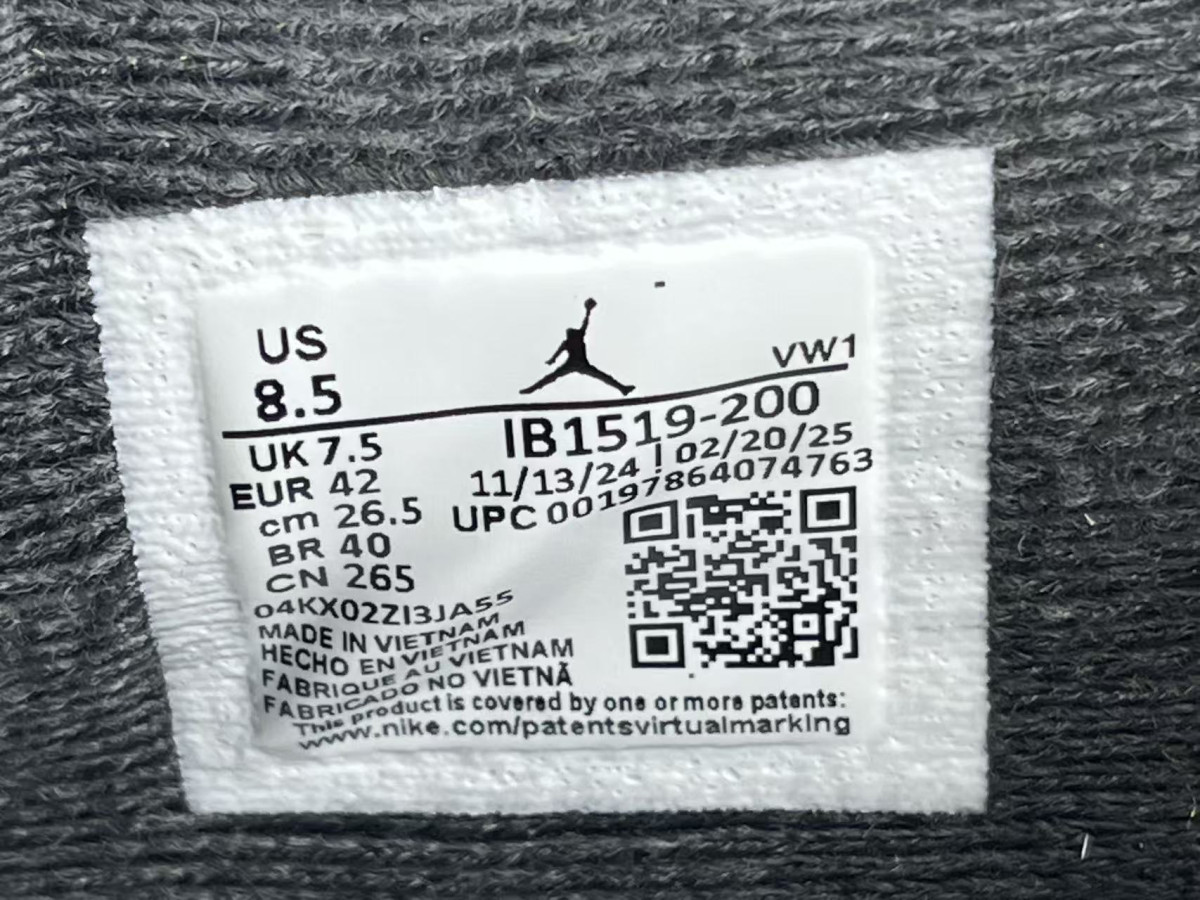 US
8.5
VW1
UK 7.5
IB1519-200
EUR 42
11/13/24 | 02/20/25
cm 26.5
UPC 00197864074763
BR 40
CN 265
04KX02ZI3JA55
MADE IN VIETNAM
HECHO EN VIETNAM
FABRIQUE AU VIETNAM
FABRICADO NO VIETNÃ
This product is covered by one or more patents:
www.nike.com/patentsvirtualmarking